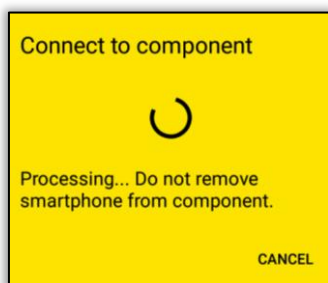 Connect to component
Processing... Do not remove
smartphone from component.
CANCEL